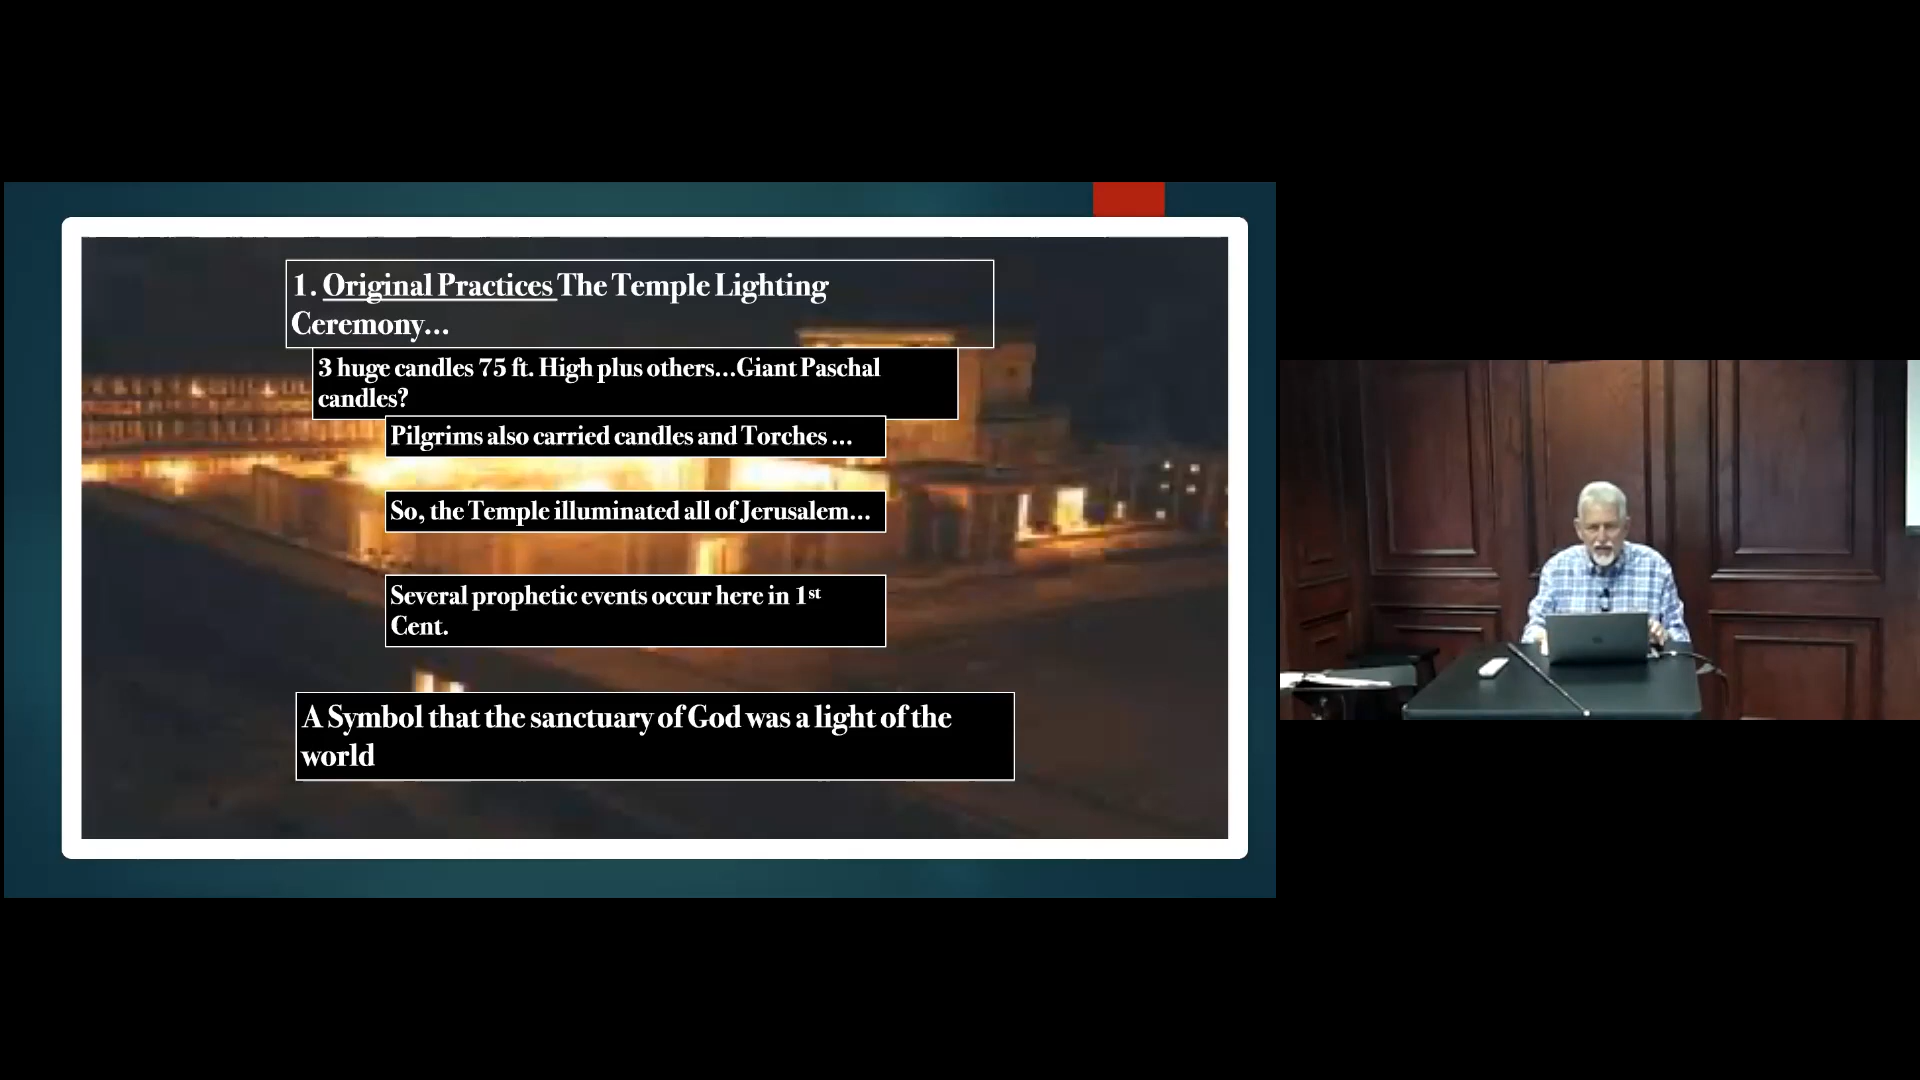 1. Original Practices The Temple Lighting
Ceremony...
3 huge candles 75 ft. High plus others...Giant Paschal
candles?
Pilgrims also carried candles and Torches ...
So, the Temple illuminated all of Jerusalem...
Several prophetic events occur here in 1st
Cent.
A Symbol that the sanctuary of God was a light of the
world